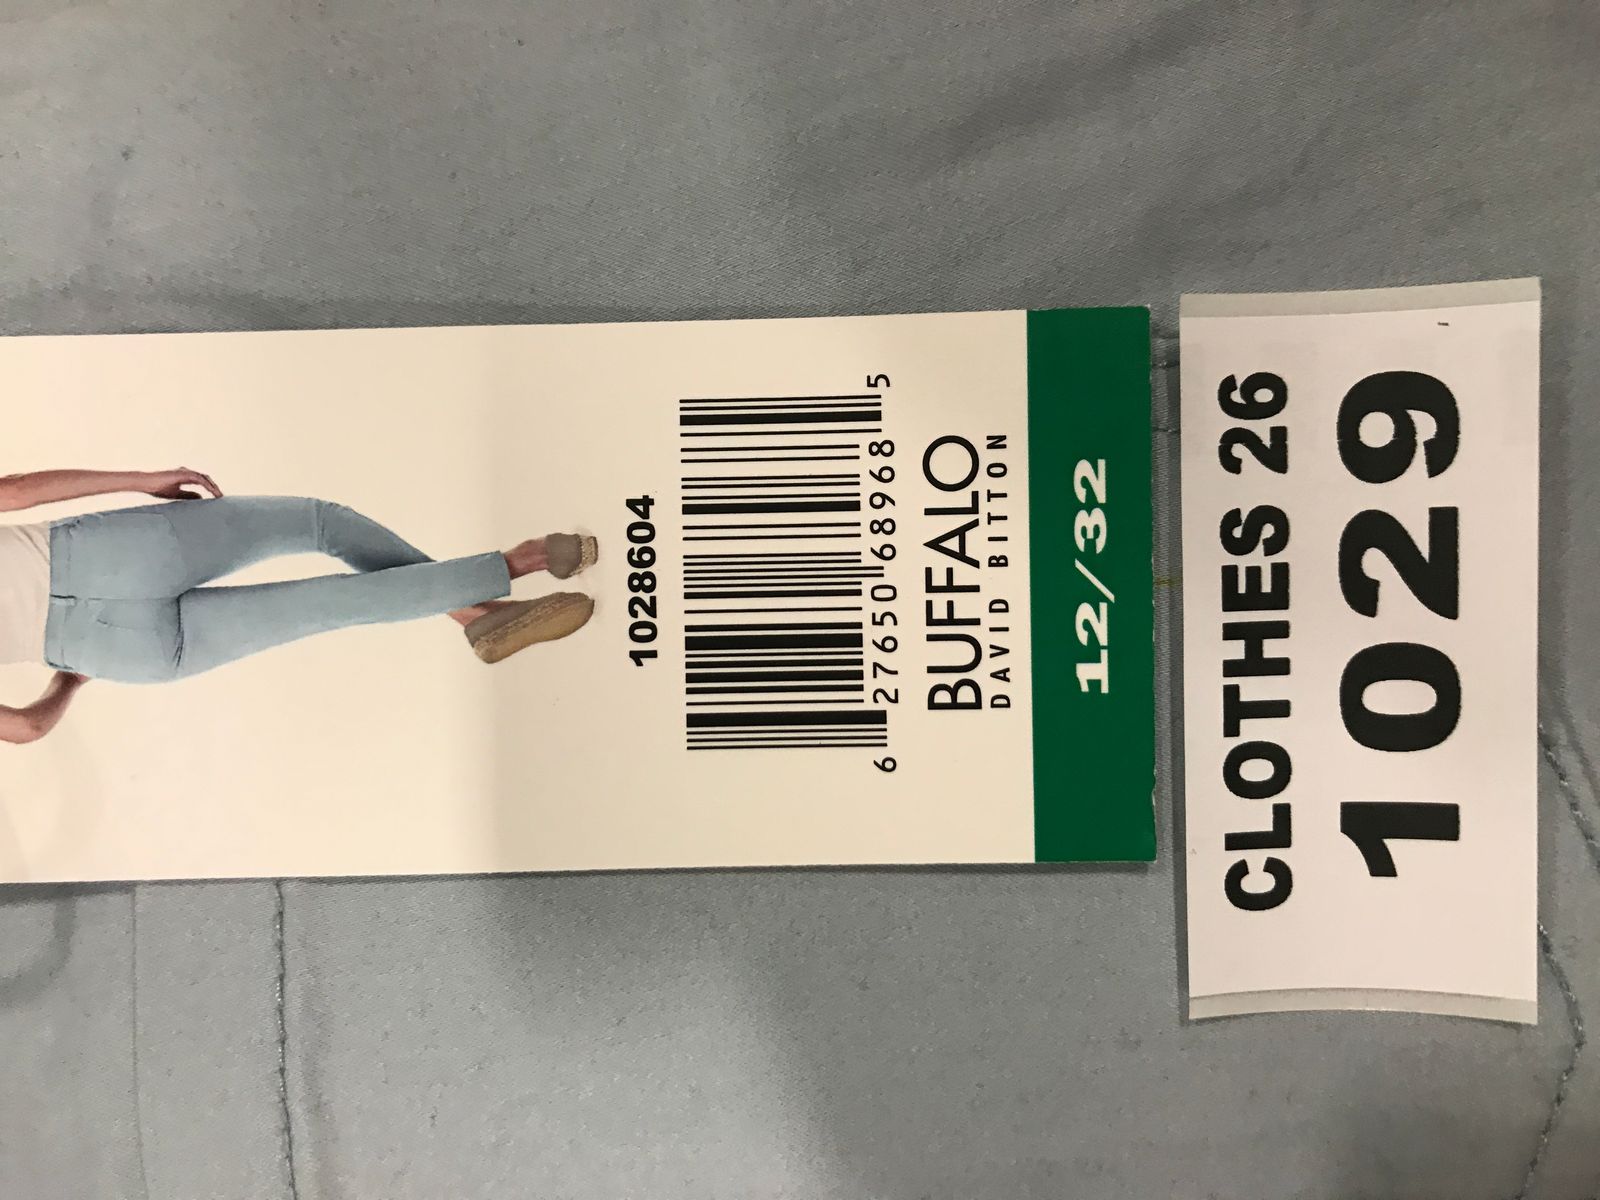 1028604
6 27650 68968 5
BUFFALO
DAVID BITTON
12/32
CLOTHES 26
1029